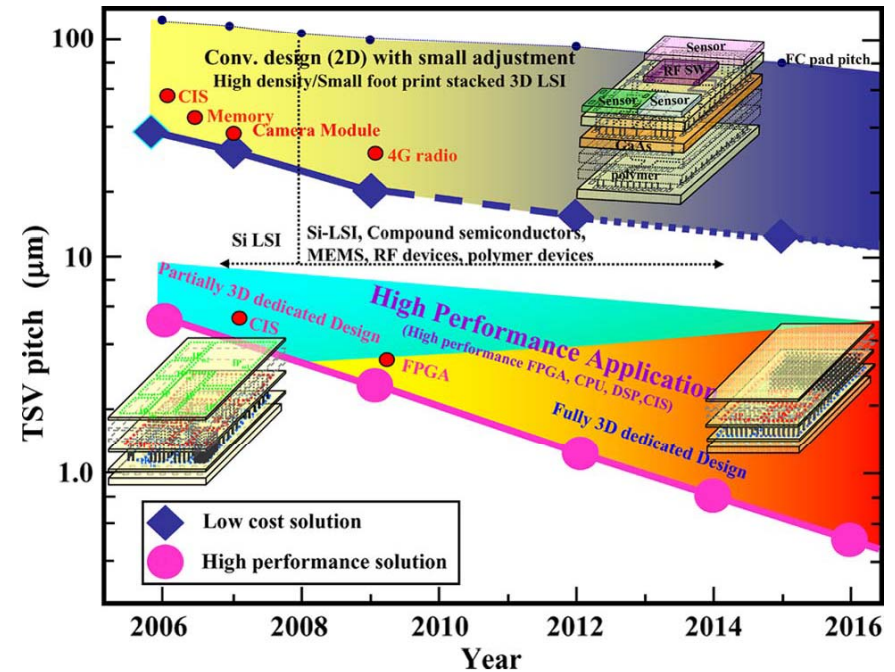 100
10
1.0
TSV pitch (μm)
Conv. design (2D) with small adjustment
High density/Small foot print stacked 3D LSI
CIS
Memory
Camera Module
4G radio
Sensor
RF SW
Sensor
Sensor
GaAs
polymer
FC pad pitch
Si LSI
Si-LSI, Compound semiconductors,
MEMS, RF devices, polymer devices
Partially 3D dedicated Design
CIS
High Performance Application
(High performance FPGA, CPU, DSP,CIS)
FPGA
Fully 3D dedicated Design
Low cost solution
High performance solution
2006 2008 2010 2012 2014 2016
Year